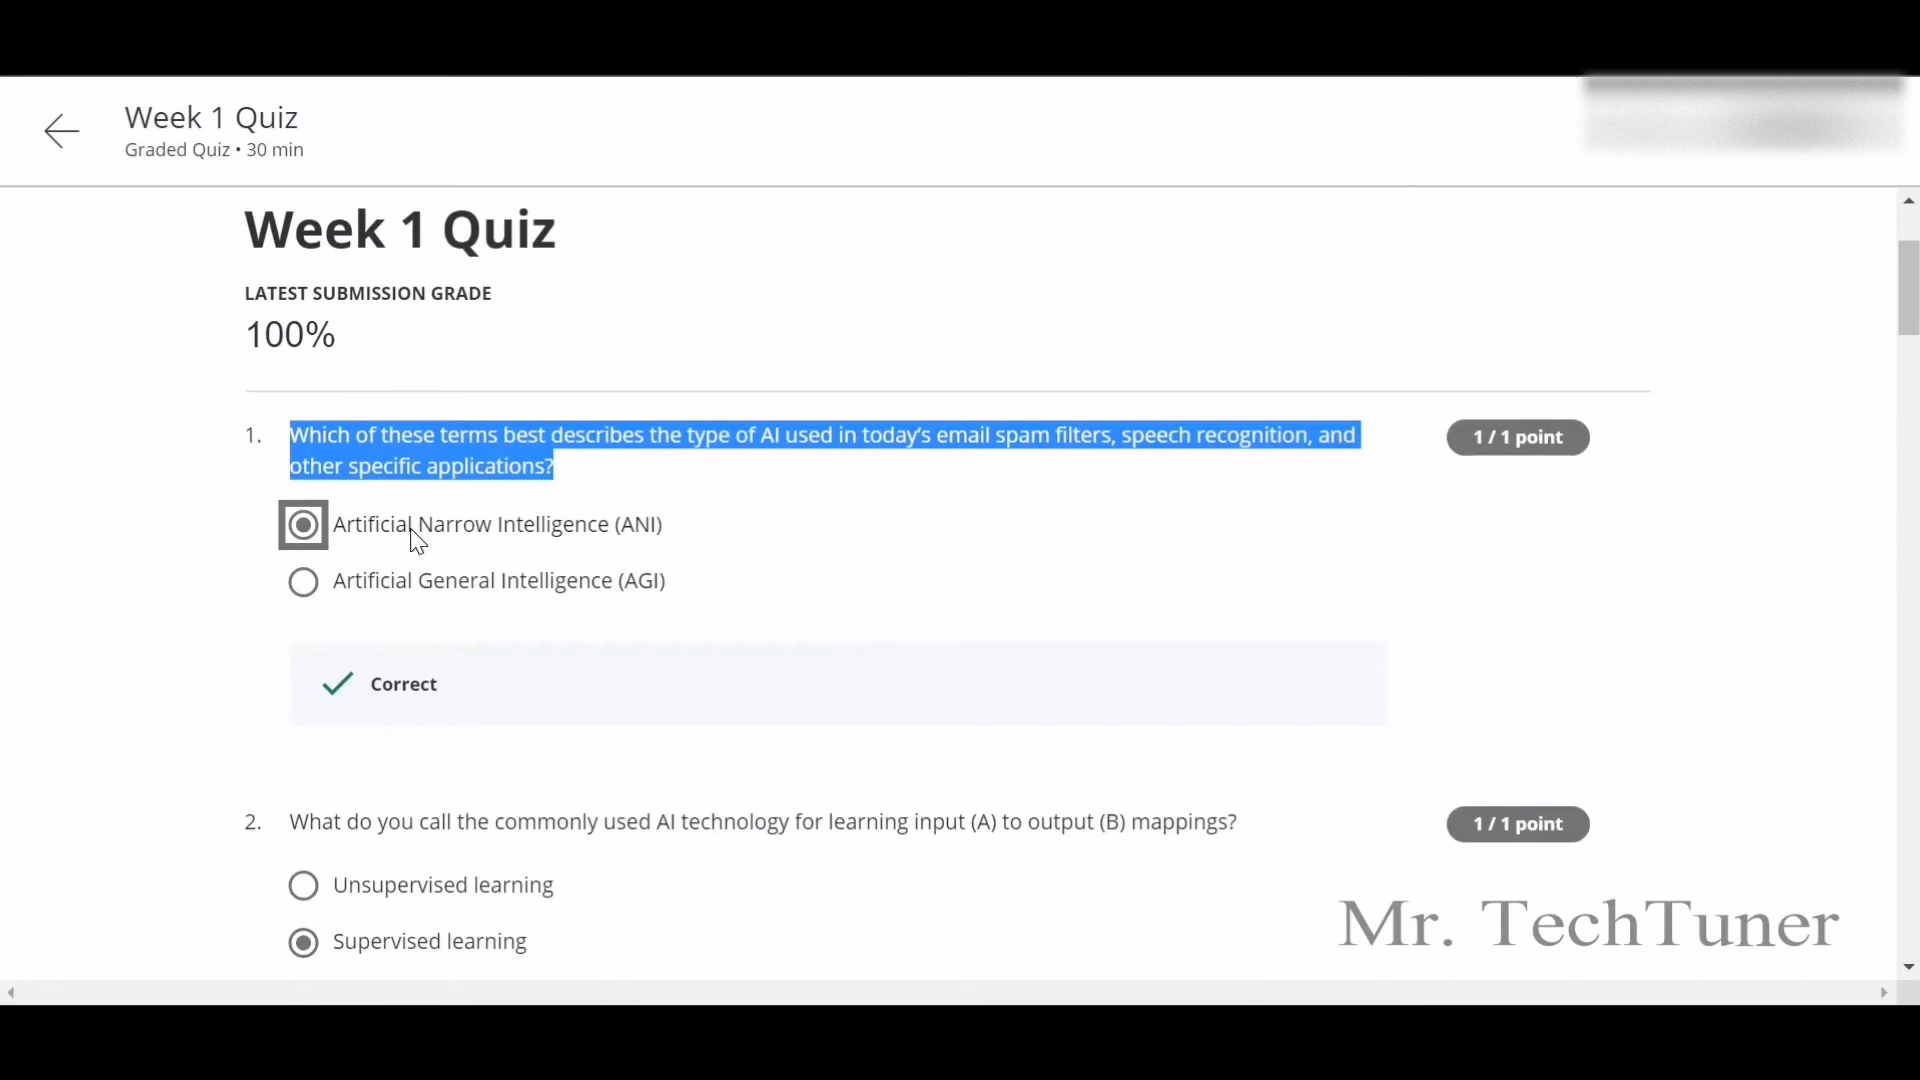 Week 1 Quiz
Graded Quiz • 30 min
Week 1 Quiz
LATEST SUBMISSION GRADE
100%
1. Which of these terms best describes the type of AI used in today's email spam filters, speech recognition, and
other specific applications?
1 / 1 point
Artificial Narrow Intelligence (ANI)
Artificial General Intelligence (AGI)
Correct
2. What do you call the commonly used AI technology for learning input (A) to output (B) mappings?
1 / 1 point
Unsupervised learning
Supervised learning
Mr. TechTuner